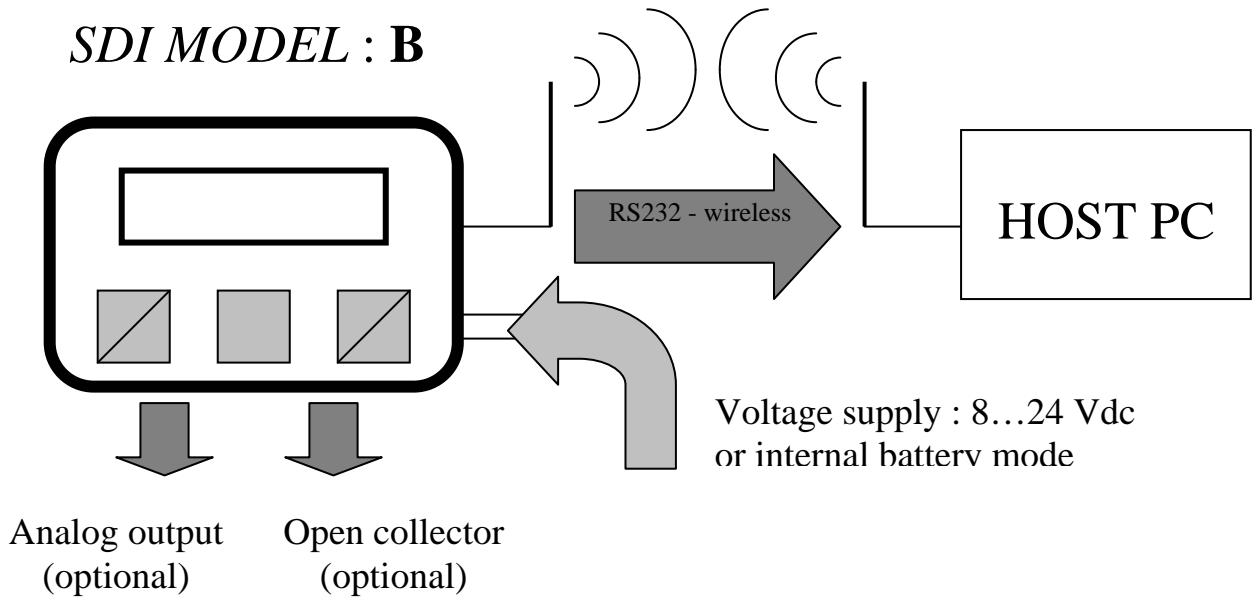 SDI MODEL : B
RS232 - wireless
HOST PC
Voltage supply : 8…24 Vdc
or internal battery mode
Analog output
(optional)
Open collector
(optional)